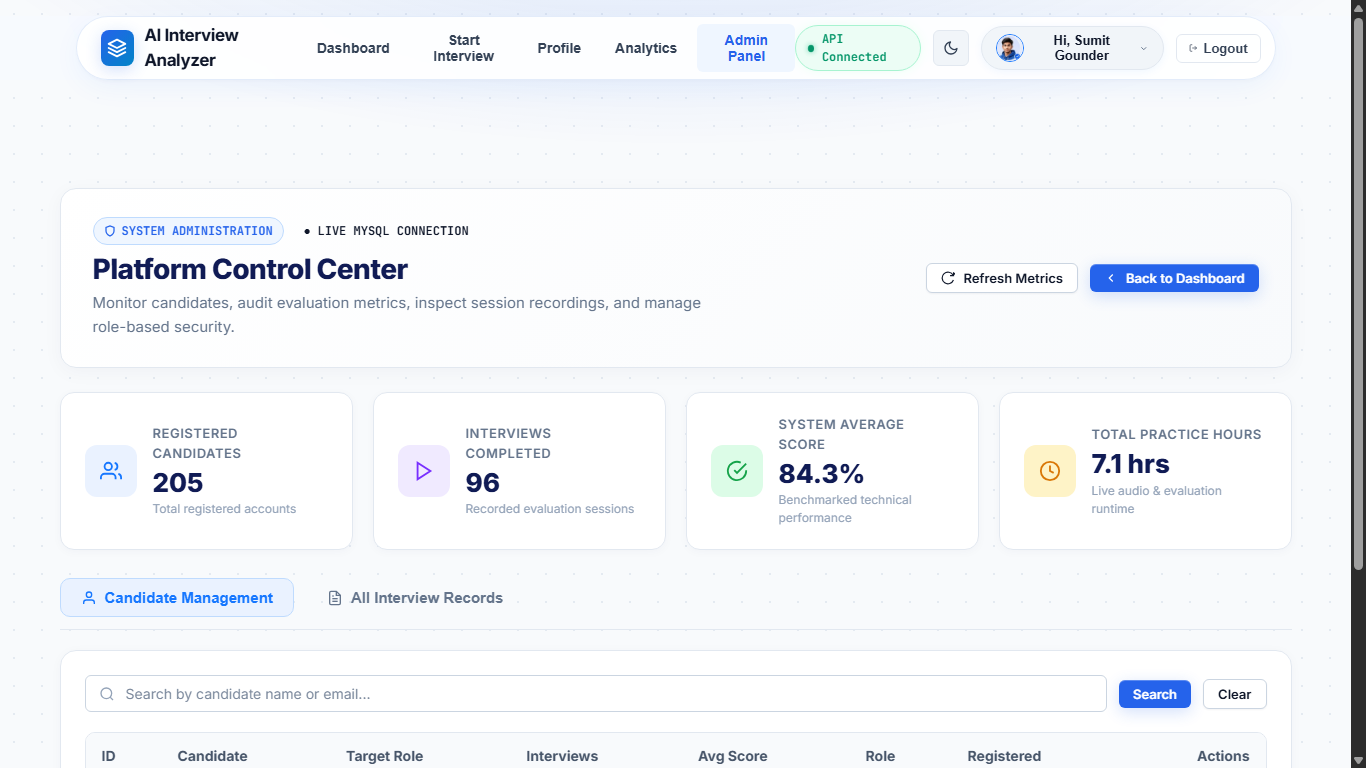 AI Interview
Analyzer
Dashboard
Start
Interview
Profile
Analytics
Admin
Panel
API
Connected
Hi, Sumit
Gounder
Logout
SYSTEM ADMINISTRATION
● LIVE MYSQL CONNECTION
Platform Control Center
Monitor candidates, audit evaluation metrics, inspect session recordings, and manage
role-based security.
Refresh Metrics
Back to Dashboard
REGISTERED
CANDIDATES
205
Total registered accounts
INTERVIEWS
COMPLETED
96
Recorded evaluation sessions
SYSTEM AVERAGE
SCORE
84.3%
Benchmarked technical
performance
TOTAL PRACTICE HOURS
7.1 hrs
Live audio & evaluation
runtime
Candidate Management
All Interview Records
Search by candidate name or email...
Search
Clear
ID Candidate Target Role Interviews Avg Score Role Registered Actions